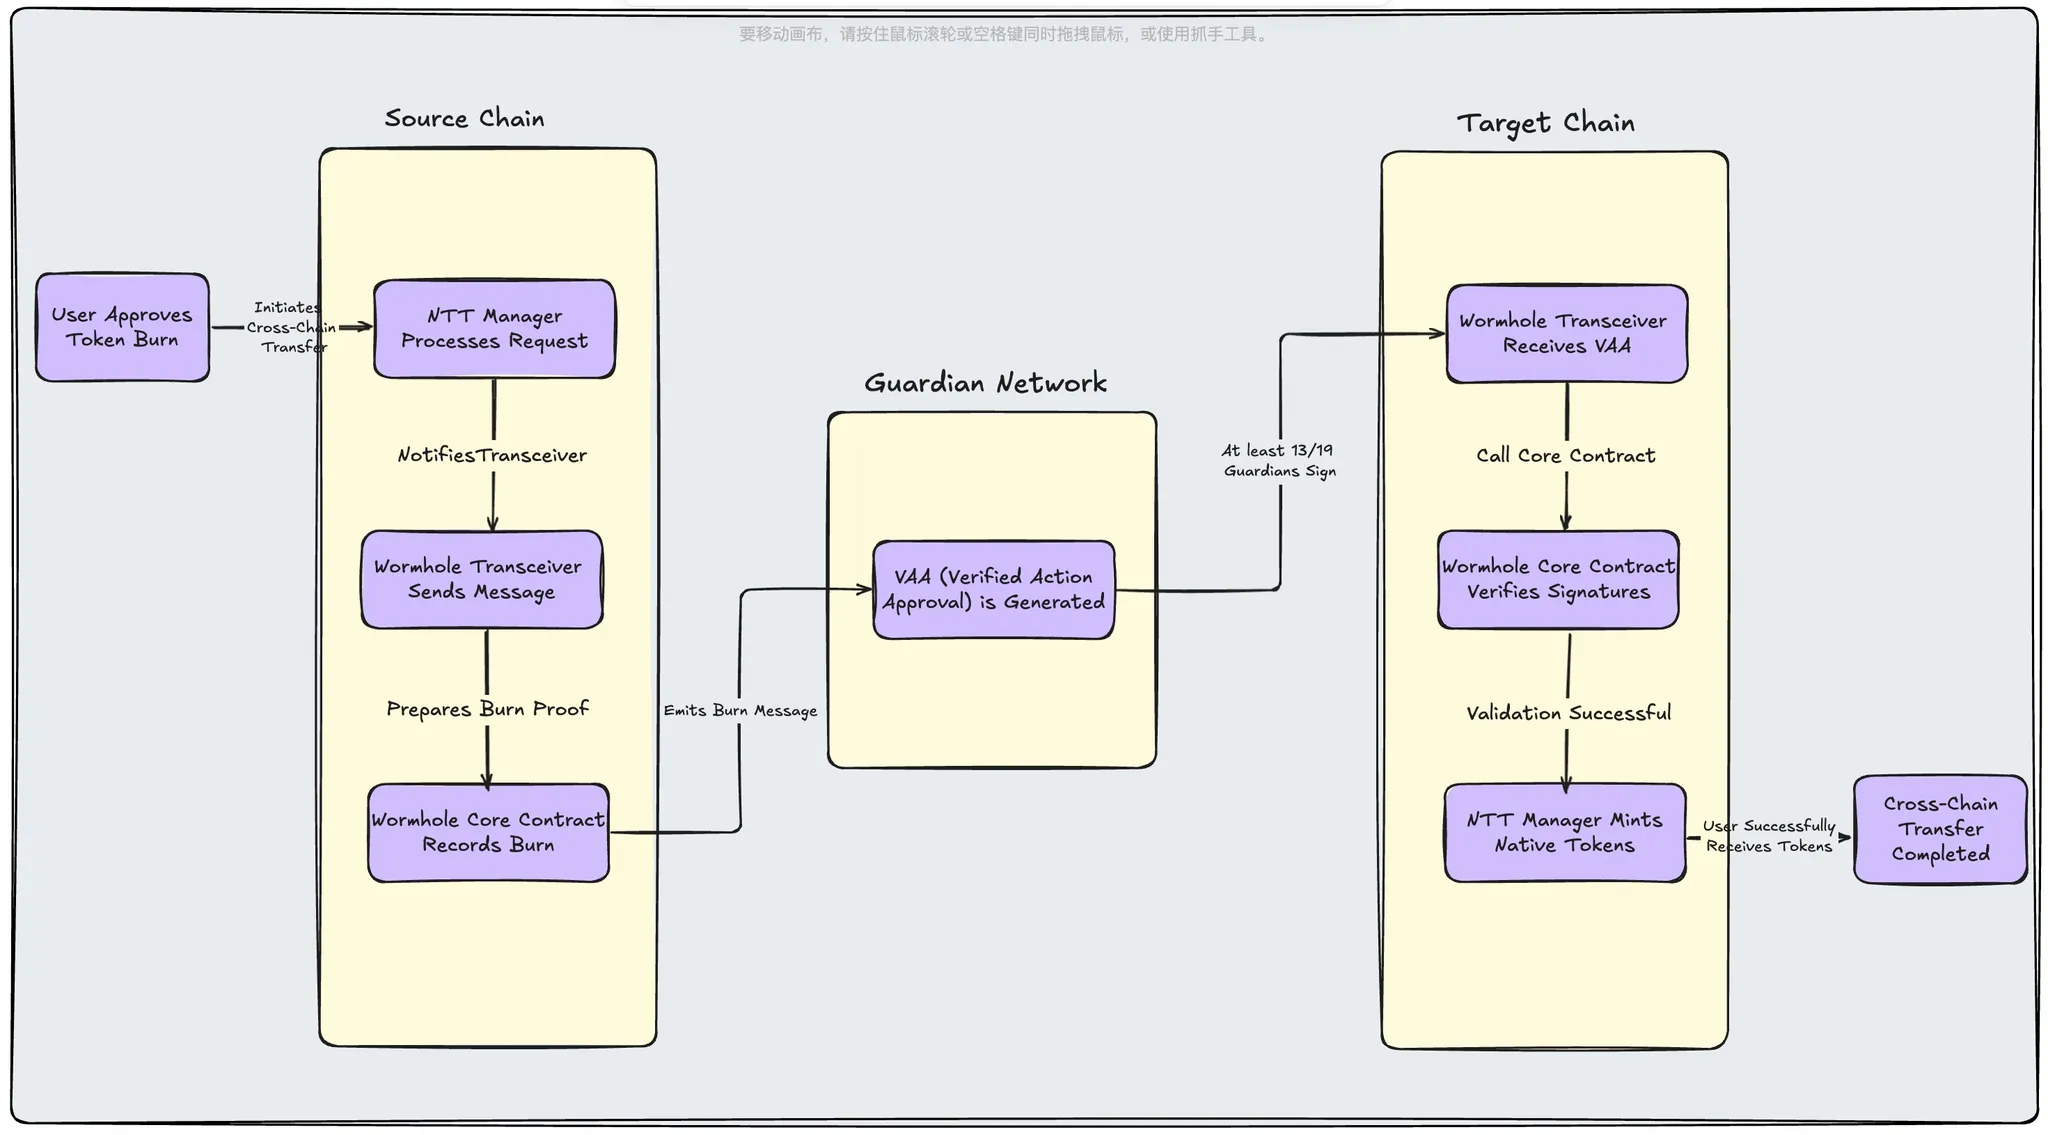 要移动画布，请按住鼠标滚轮或空格键同时拖拽鼠标，或使用抓手工具。
Source Chain
Target Chain
User Approves
Token Burn
Initiates
Cross-Chain
Transfer
NTT Manager
Processes Request
NotifiesTransceiver
Wormhole Transceiver
Sends Message
Prepares Burn Proof
Wormhole Core Contract
Records Burn
Emits Burn Message
Guardian Network
VAA (Verified Action
Approval) is Generated
At least 13/19
Guardians Sign
Wormhole Transceiver
Receives VAA
Call Core Contract
Wormhole Core Contract
Verifies Signatures
Validation Successful
NTT Manager Mints
Native Tokens
User Successfully
Receives Tokens
Cross-Chain
Transfer
Completed